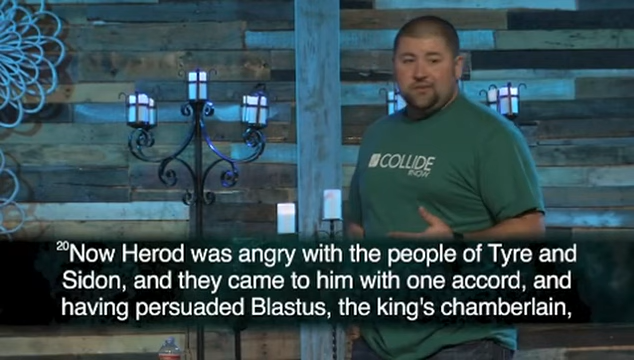 COLLIDE
²⁰Now Herod was angry with the people of Tyre and
Sidon, and they came to him with one accord, and
having persuaded Blastus, the king's chamberlain,